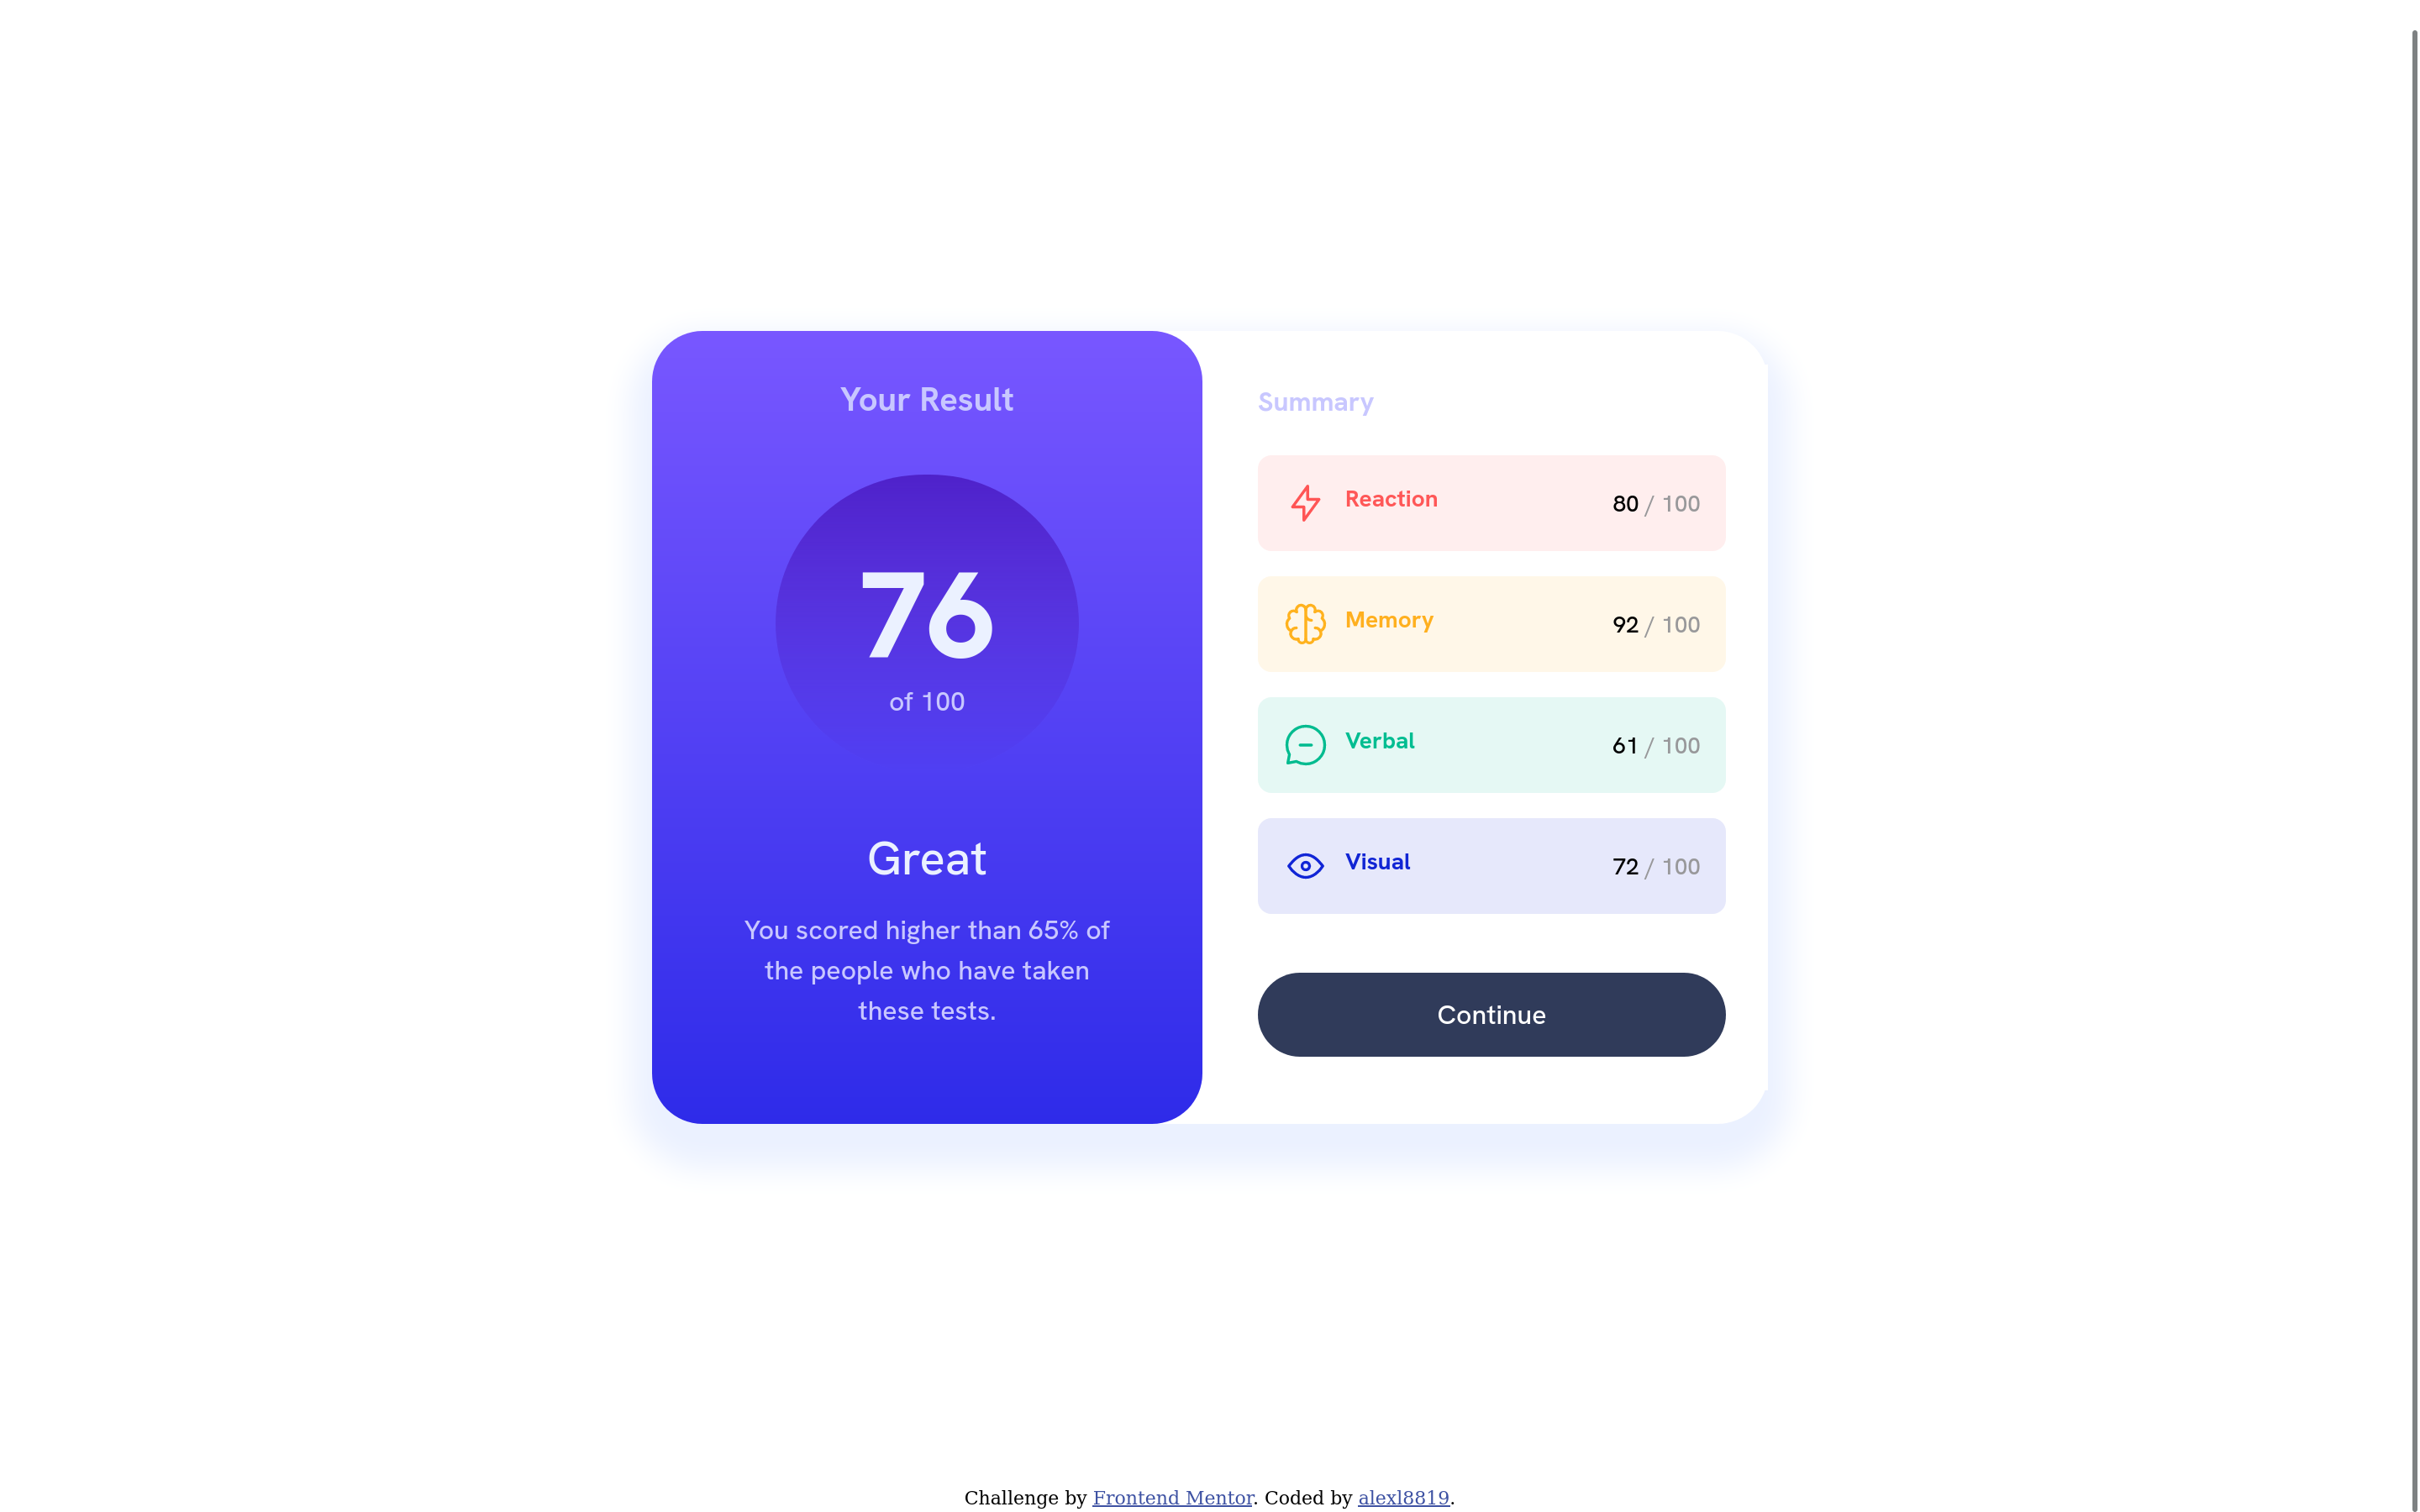 Your Result
76
of 100
Great
You scored higher than 65% of
the people who have taken
these tests.
Summary
Reaction 80 / 100
Memory 92 / 100
Verbal 61 / 100
Visual 72 / 100
Continue
Challenge by Frontend Mentor. Coded by alexl8819.